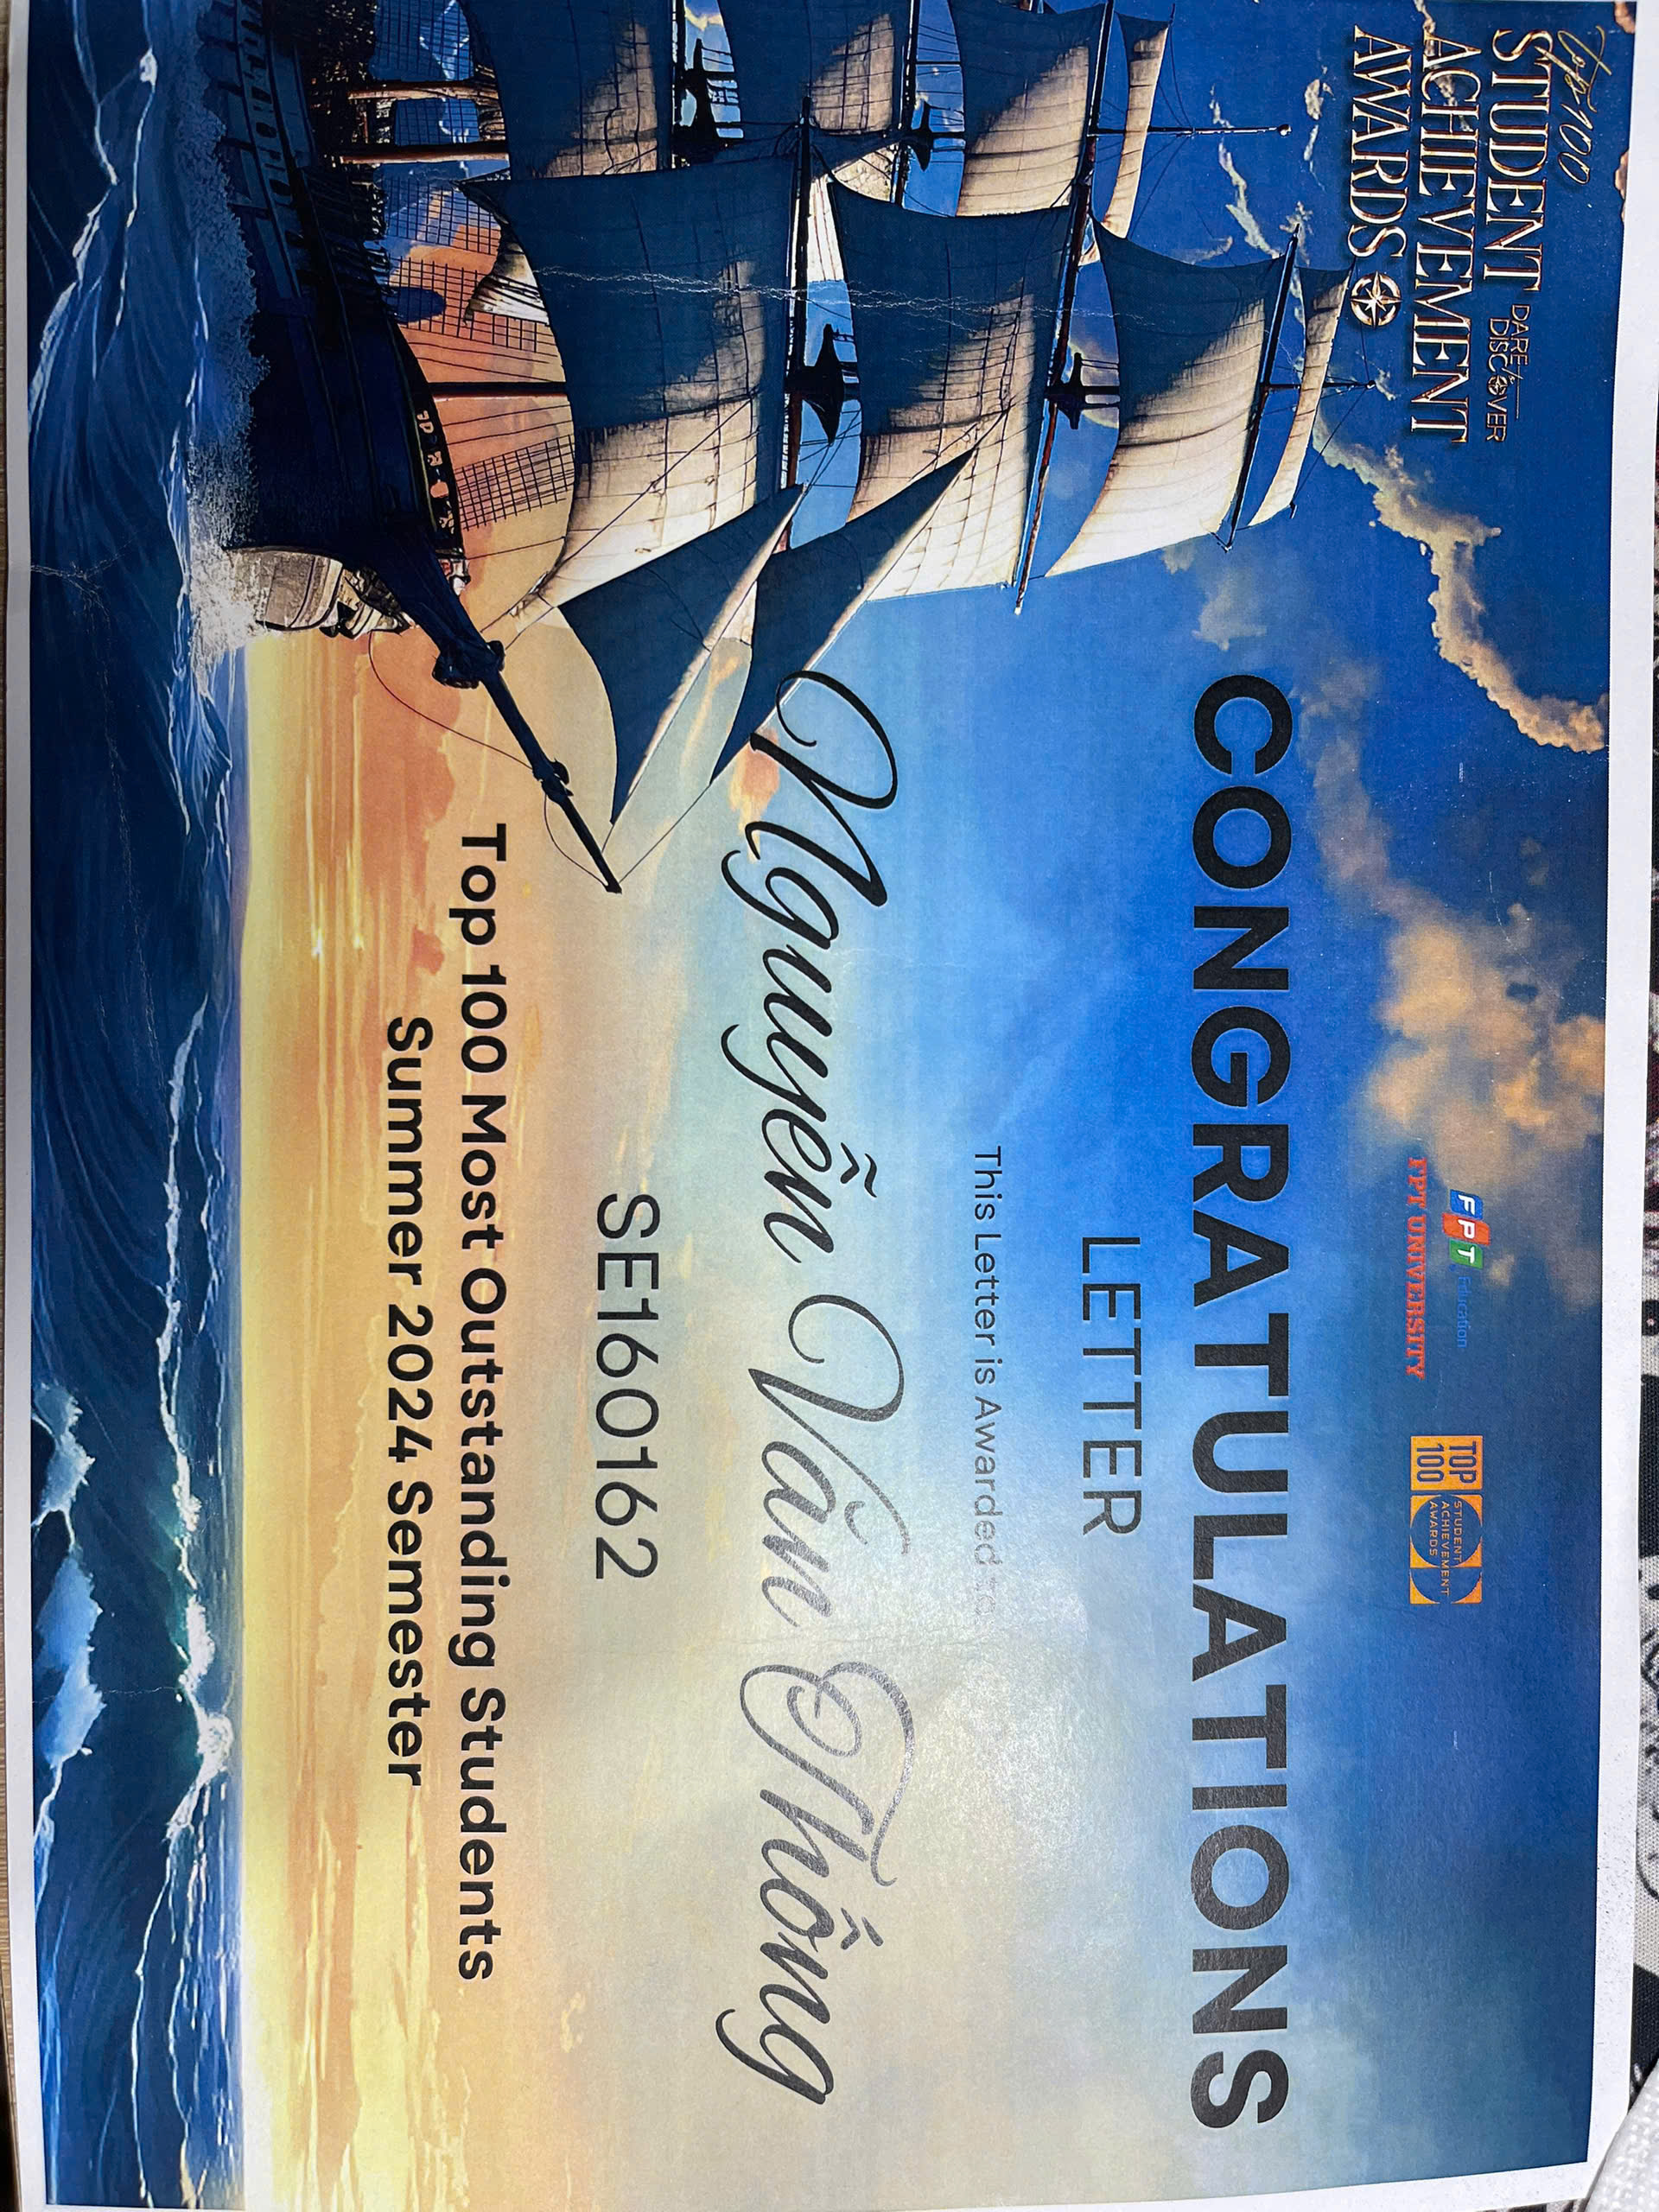 top 100
STUDENT
ACHIEVEMENT
AWARDS
DARE to
DISCOVER
FPT Education
FPT UNIVERSITY
TOP
100
STUDENT
ACHIEVEMENT
AWARDS
CONGRATULATIONS
LETTER
This Letter is Awarded to
Nguyễn Văn Thống
SE160162
Top 100 Most Outstanding Students
Summer 2024 Semester